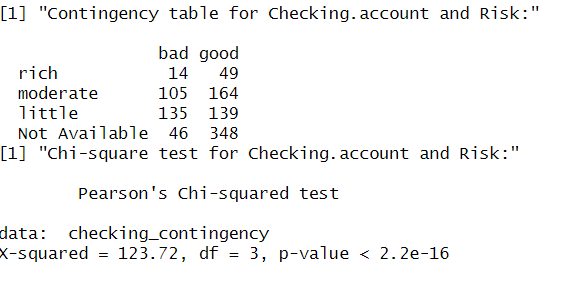 [1] "Contingency table for Checking.account and Risk:"
bad good
rich 14 49
moderate 105 164
little 135 139
Not Available 46 348
[1] "Chi-square test for Checking.account and Risk:"
Pearson's Chi-squared test
data: checking_contingency
X-squared = 123.72, df = 3, p-value < 2.2e-16